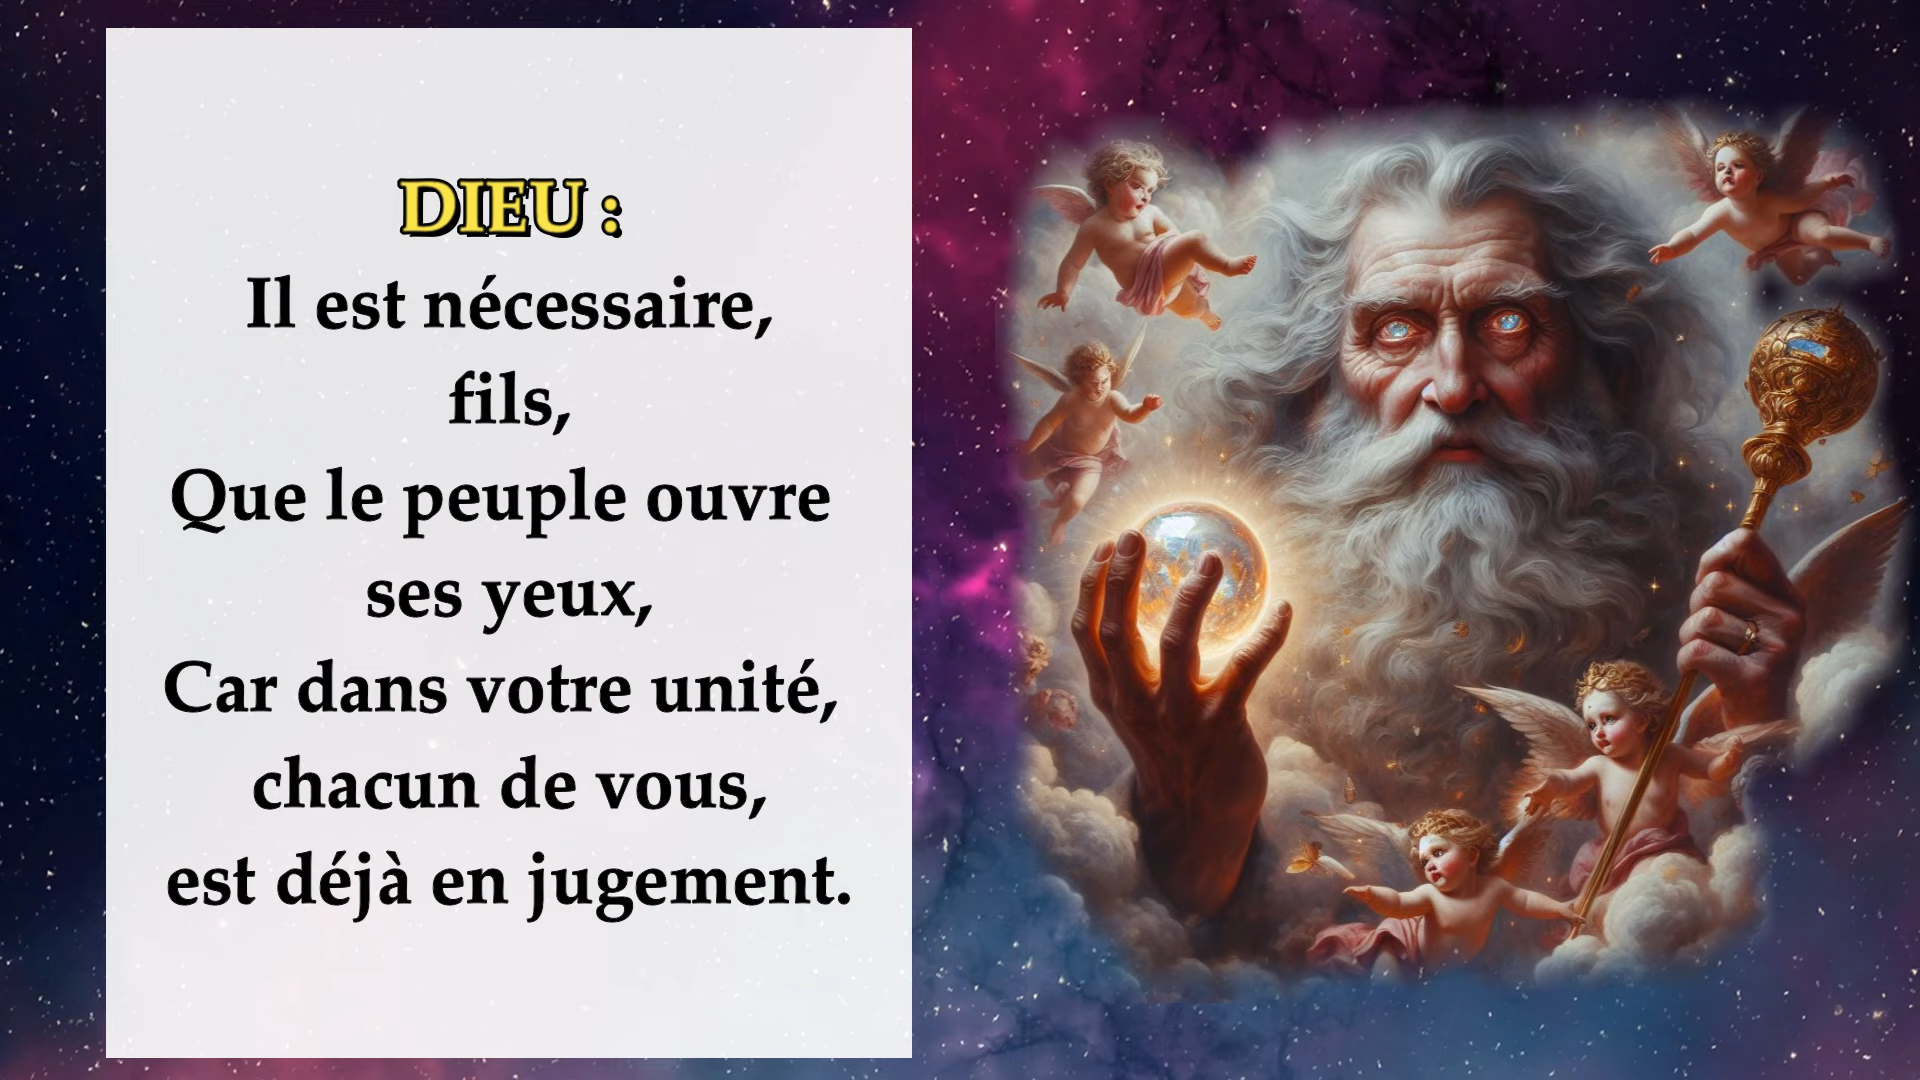 DIEU :
Il est nécessaire,
fils,
Que le peuple ouvre
ses yeux,
Car dans votre unité,
chacun de vous,
est déjà en jugement.